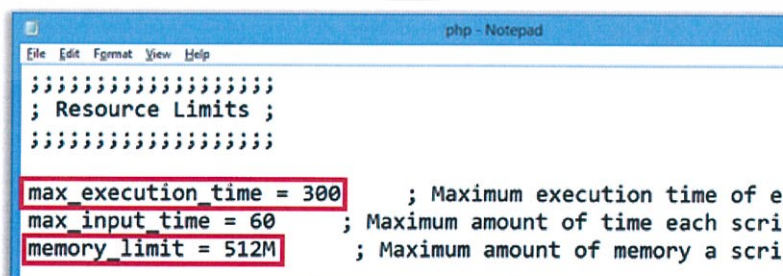 php - Notepad
File Edit Format View Help
;;;;;;;;;;;;;;;;;;;
; Resource Limits ;
;;;;;;;;;;;;;;;;;;;
max_execution_time = 300 ; Maximum execution time of e
max_input_time = 60 ; Maximum amount of time each scri
memory_limit = 512M ; Maximum amount of memory a scri